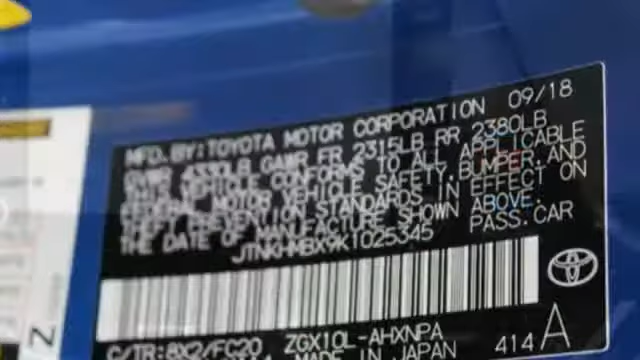 MFD.BY:TOYOTA MOTOR CORPORATION 09/18
GVWR 4330LB GAWR FR 2315LB RR 2380LB
THIS VEHICLE CONFORMS TO ALL APPLICABLE
FEDERAL MOTOR VEHICLE SAFETY,BUMPER,AND
THEFT PREVENTION STANDARDS IN EFFECT ON
THE DATE OF MANUFACTURE SHOWN ABOVE.
JTNKHMBX9K1025345 PASS.CAR
C/TR:8X2/FC20 ZGX10L-AHXNPA
MADE IN JAPAN 414A
N